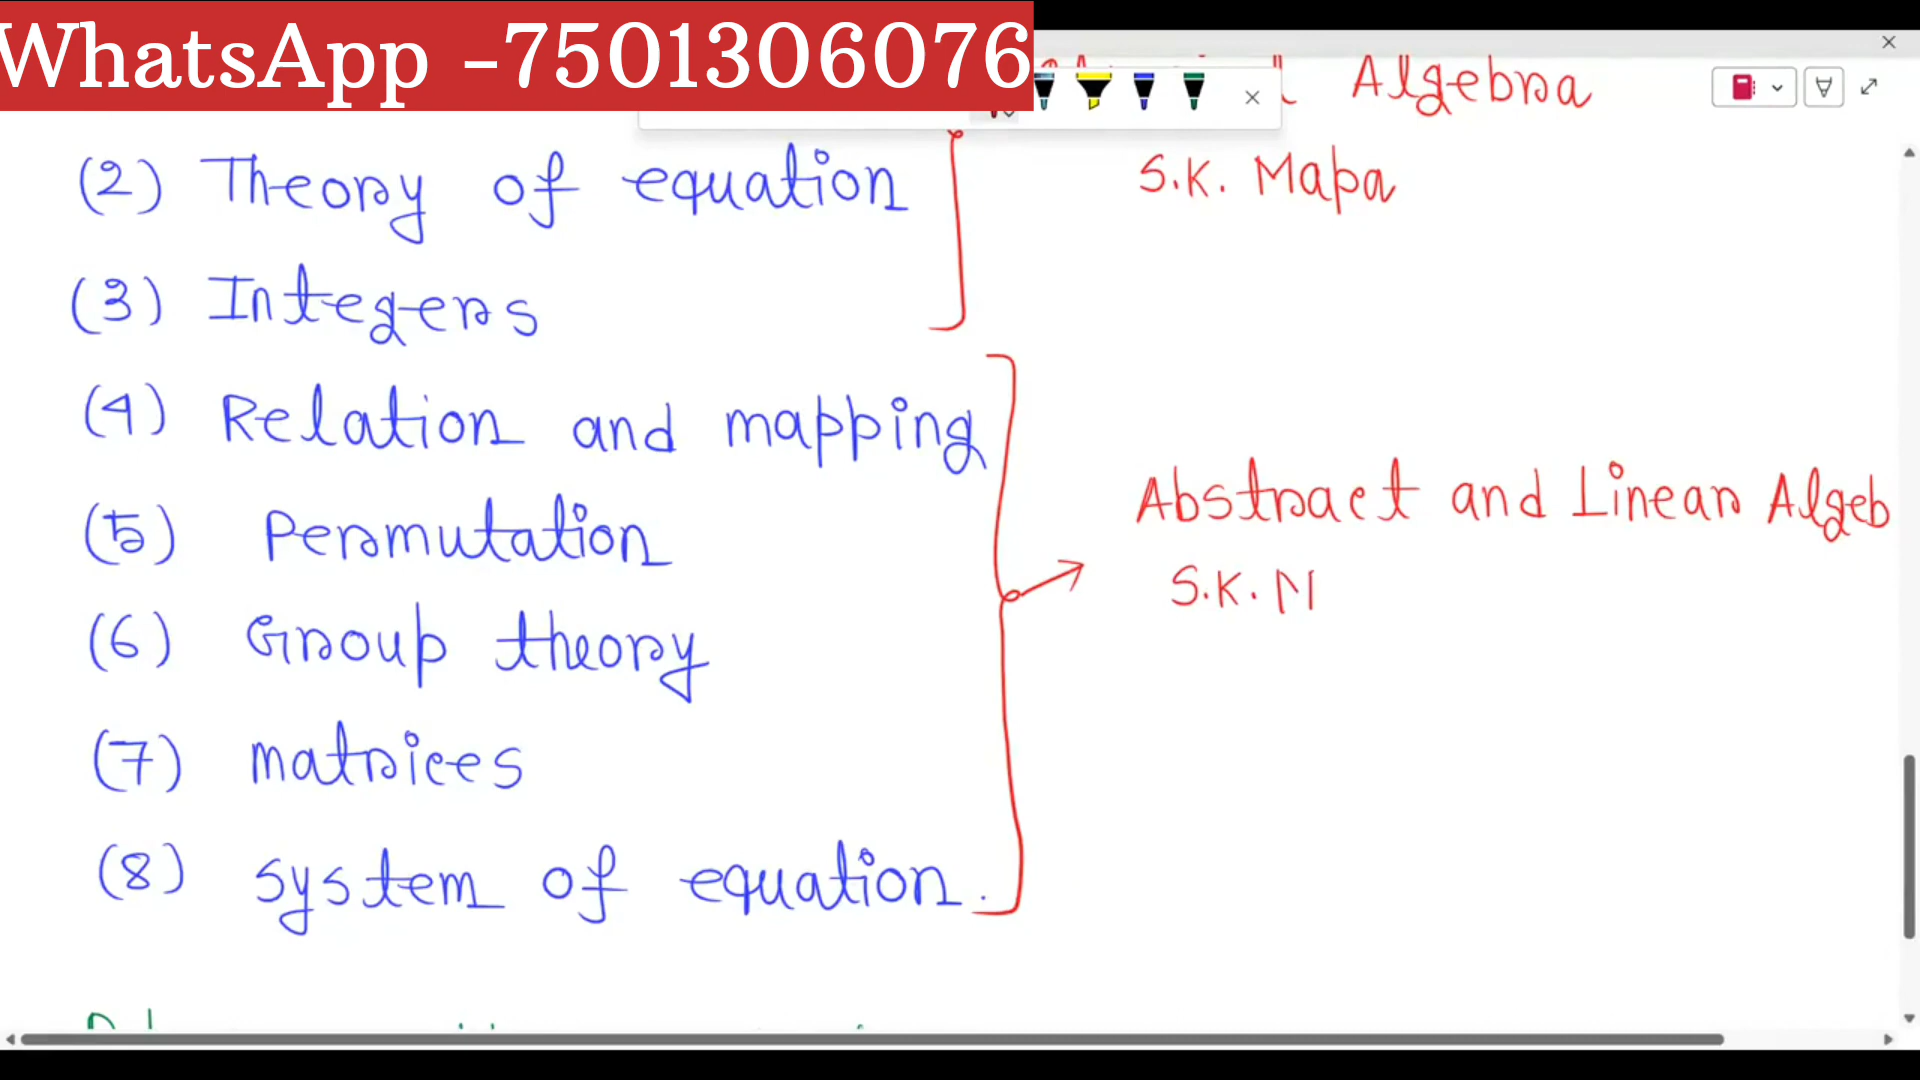 WhatsApp -7501306076
Algebra
(2) Theory of equation
S.K. Mapa
(3) Integers
(4) Relation and mapping
Abstract and Linear Algeb
(5) Permutation
S.K. M
(6) Group theory
(7) matrices
(8) system of equation.